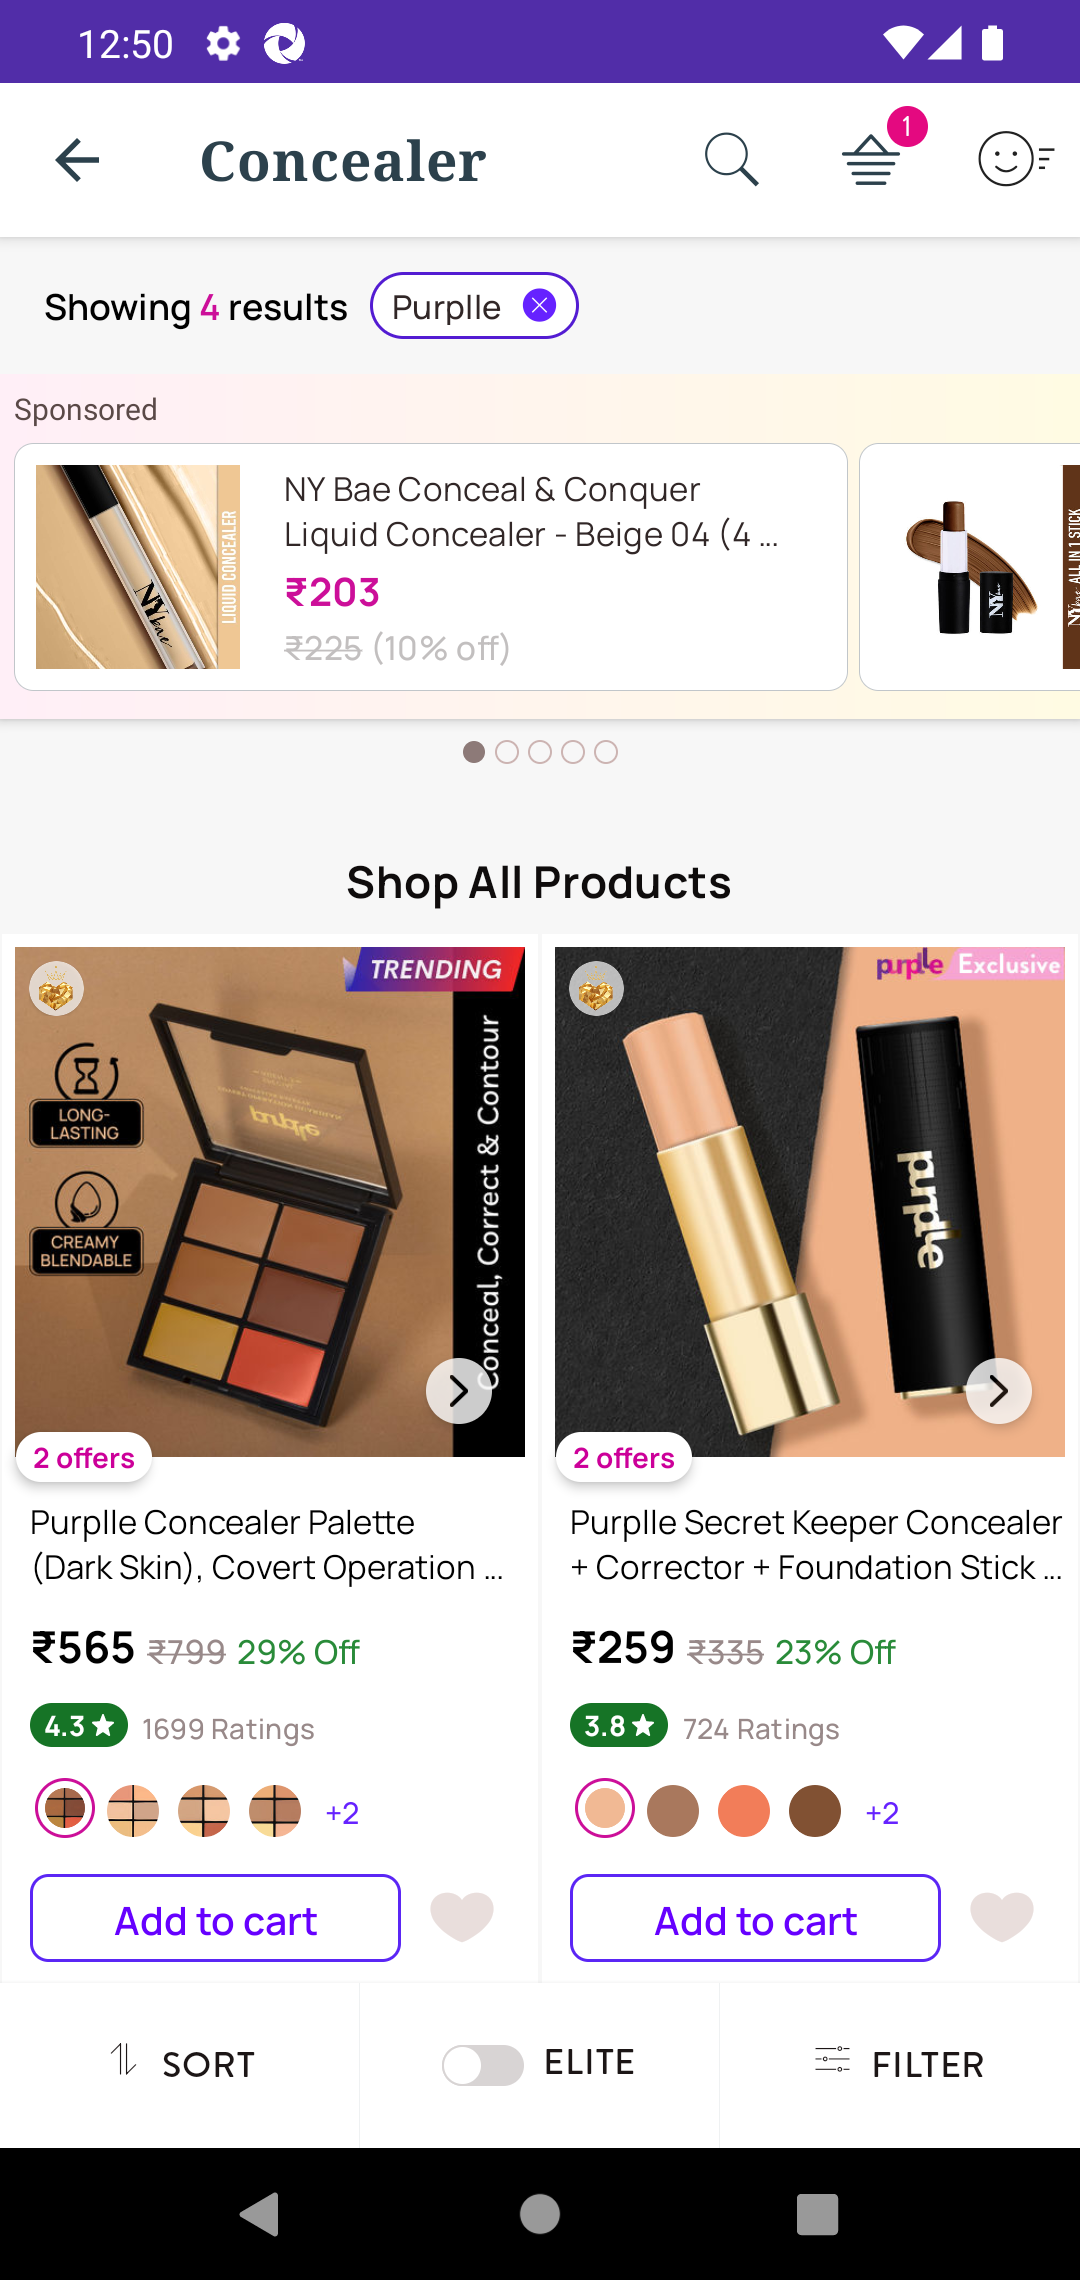 12:50
Concealer
1
Showing 4 results
Purplle
Sponsored
LIQUID CONCEALER
NY bae
NY Bae Conceal & Conquer
Liquid Concealer - Beige 04 (4 ...
₹203
₹225 (10% off)
NY bae
NY bae ALL IN 1 STICK
Shop All Products
TRENDING
LONG-
LASTING
CREAMY
BLENDABLE
purplle
Conceal, Correct & Contour
2 offers
purplle Exclusive
purplle
2 offers
Purplle Concealer Palette
(Dark Skin), Covert Operation ...
₹565 ₹799 29% Off
4.3 ★ 1699 Ratings
+2
Add to cart
Purplle Secret Keeper Concealer
+ Corrector + Foundation Stick ...
₹259 ₹335 23% Off
3.8 ★ 724 Ratings
+2
Add to cart
SORT
ELITE
FILTER